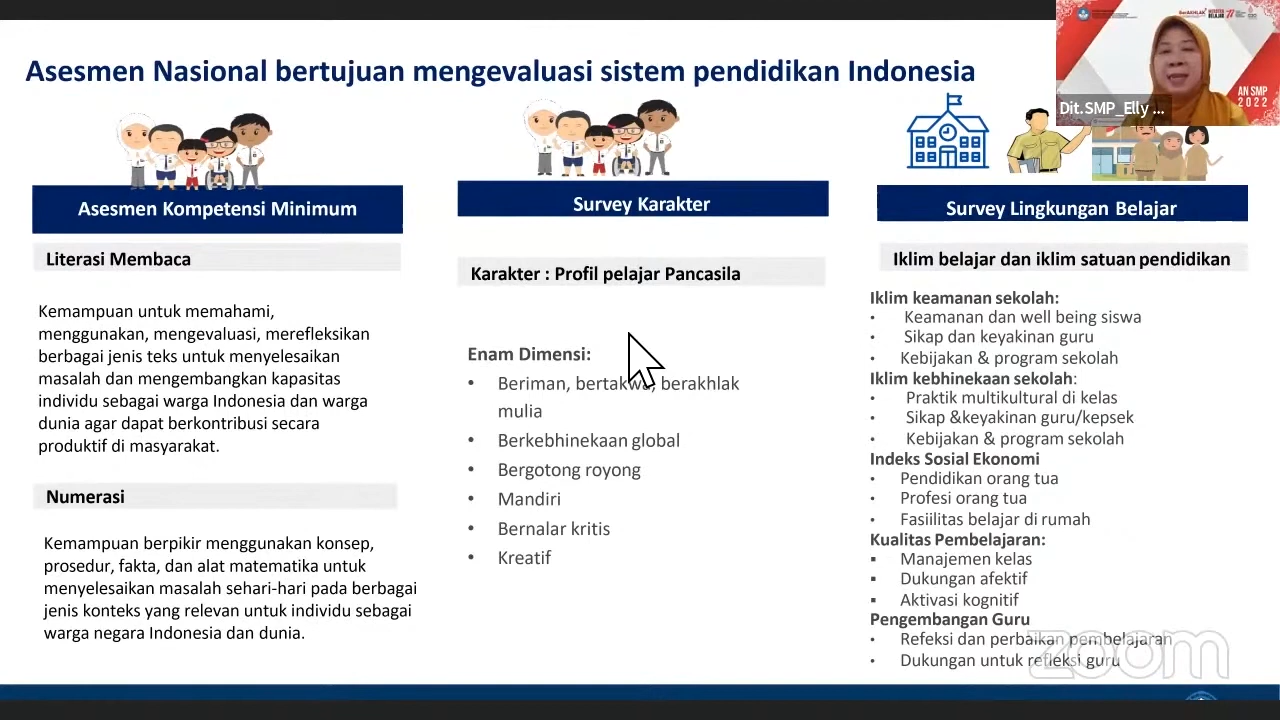 Asesmen Nasional bertujuan mengevaluasi sistem pendidikan Indonesia
BerAKHLAK
AN SMP
2022
Dit.SMP_Elly ...
Asesmen Kompetensi Minimum
Literasi Membaca
Kemampuan untuk memahami,
menggunakan, mengevaluasi, merefleksikan
berbagai jenis teks untuk menyelesaikan
masalah dan mengembangkan kapasitas
individu sebagai warga Indonesia dan warga
dunia agar dapat berkontribusi secara
produktif di masyarakat.
Numerasi
Kemampuan berpikir menggunakan konsep,
prosedur, fakta, dan alat matematika untuk
menyelesaikan masalah sehari-hari pada berbagai
jenis konteks yang relevan untuk individu sebagai
warga negara Indonesia dan dunia.
Survey Karakter
Karakter : Profil pelajar Pancasila
Enam Dimensi:
• Beriman, bertakwa, berakhlak
mulia
• Berkebhinekaan global
• Bergotong royong
• Mandiri
• Bernalar kritis
• Kreatif
Survey Lingkungan Belajar
Iklim belajar dan iklim satuan pendidikan
Iklim keamanan sekolah:
• Keamanan dan well being siswa
• Sikap dan keyakinan guru
• Kebijakan & program sekolah
Iklim kebhinekaan sekolah:
• Praktik multikultural di kelas
• Sikap &keyakinan guru/kepsek
• Kebijakan & program sekolah
Indeks Sosial Ekonomi
• Pendidikan orang tua
• Profesi orang tua
• Fasiilitas belajar di rumah
Kualitas Pembelajaran:
▪ Manajemen kelas
▪ Dukungan afektif
▪ Aktivasi kognitif
Pengembangan Guru
• Refeksi dan perbaikan pembelajaran
• Dukungan untuk refleksi guru
zoom